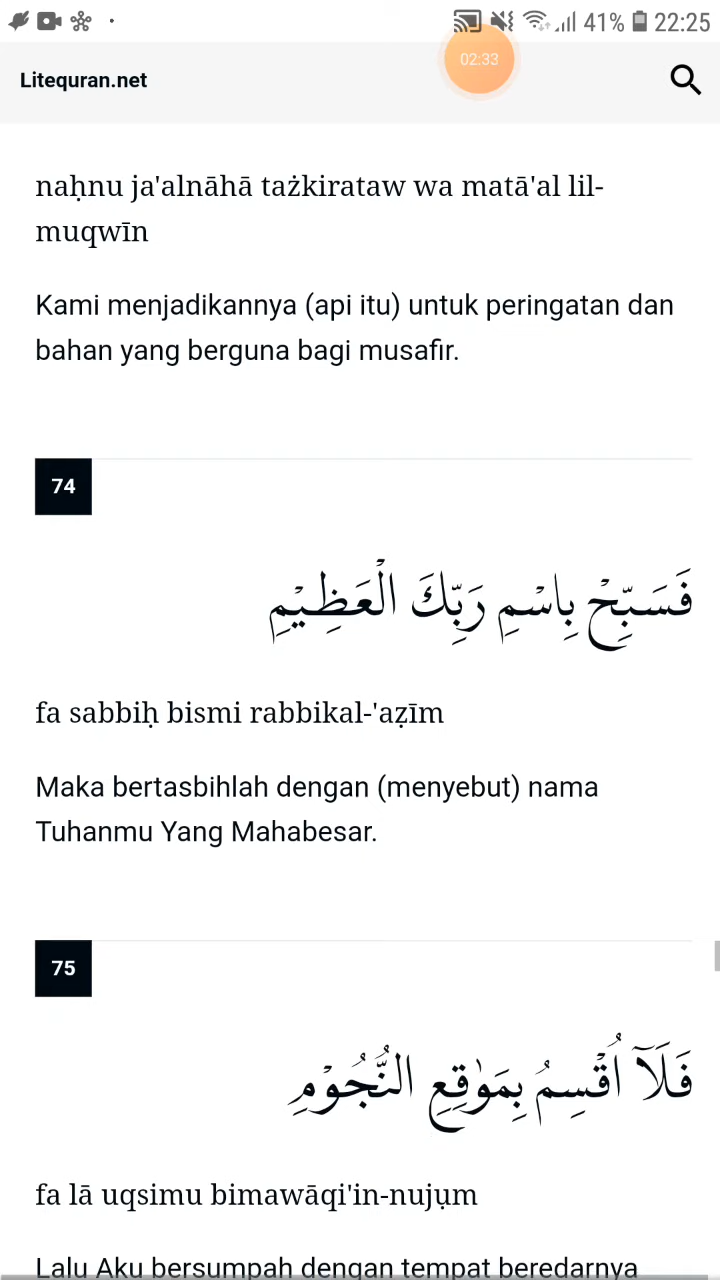 41% 22:25
02:33
Litequran.net
naḥnu ja'alnāhā tażkirataw wa matā'al lil-
muqwīn
Kami menjadikannya (api itu) untuk peringatan dan
bahan yang berguna bagi musafir.
74
فَسَبِّحْ بِاسْمِ رَبِّكَ الْعَظِيْمِ
fa sabbiḥ bismi rabbikal-'aẓīm
Maka bertasbihlah dengan (menyebut) nama
Tuhanmu Yang Mahabesar.
75
فَلَآ اُقْسِمُ بِمَوٰقِعِ النُّجُوْمِ
fa lā uqsimu bimawāqi'in-nujụm
Lalu Aku bersumpah dengan tempat beredarnya